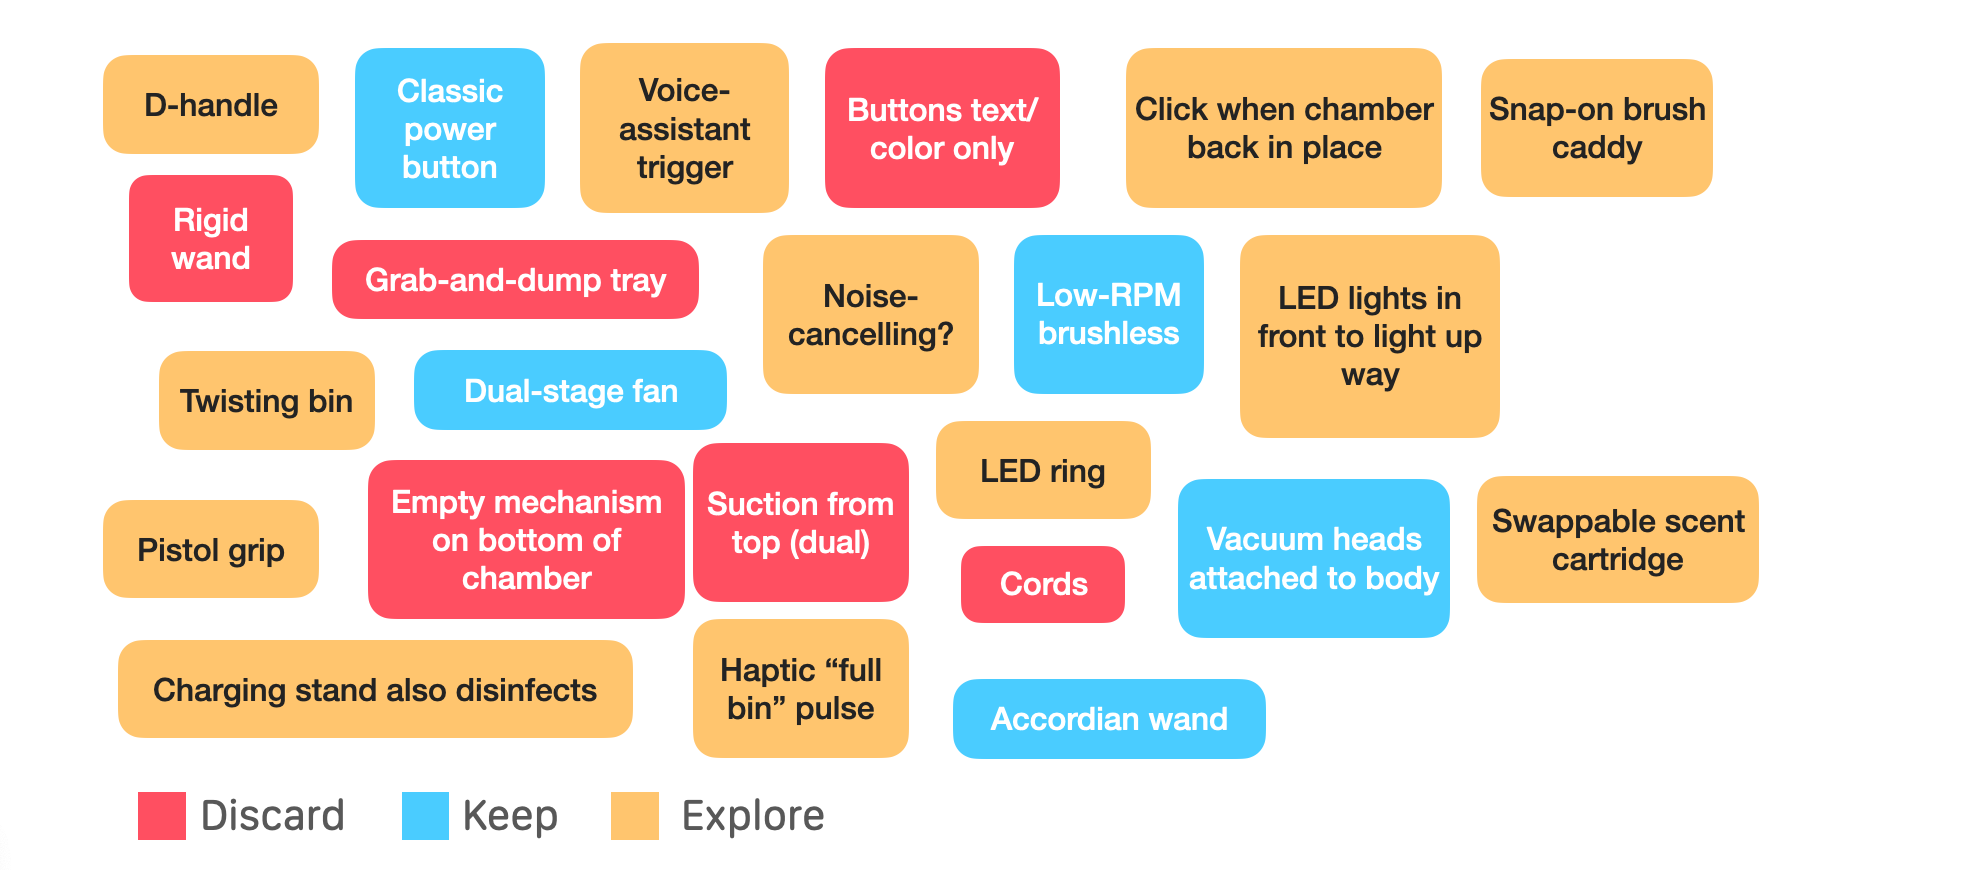 D-handle
Classic
power
button
Voice-
assistant
trigger
Buttons text/
color only
Click when chamber
back in place
Snap-on brush
caddy
Rigid
wand
Grab-and-dump tray
Noise-
cancelling?
Low-RPM
brushless
LED lights in
front to light up
way
Twisting bin
Dual-stage fan
Pistol grip
Empty mechanism
on bottom of
chamber
Suction from
top (dual)
LED ring
Cords
Vacuum heads
attached to body
Swappable scent
cartridge
Charging stand also disinfects
Haptic “full
bin” pulse
Accordian wand
Discard
Keep
Explore